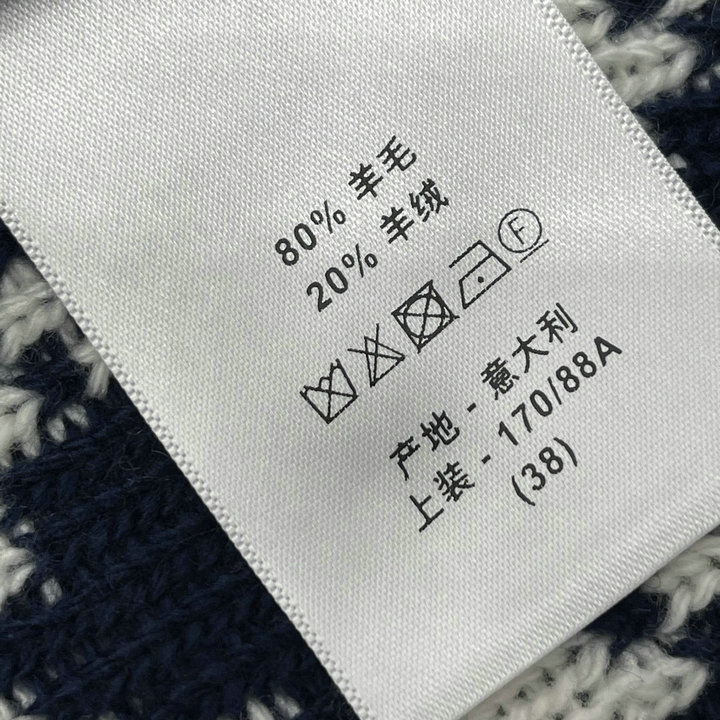 80% 羊毛
20% 羊绒
F
产地 - 意大利
上装 - 170/88A
(38)